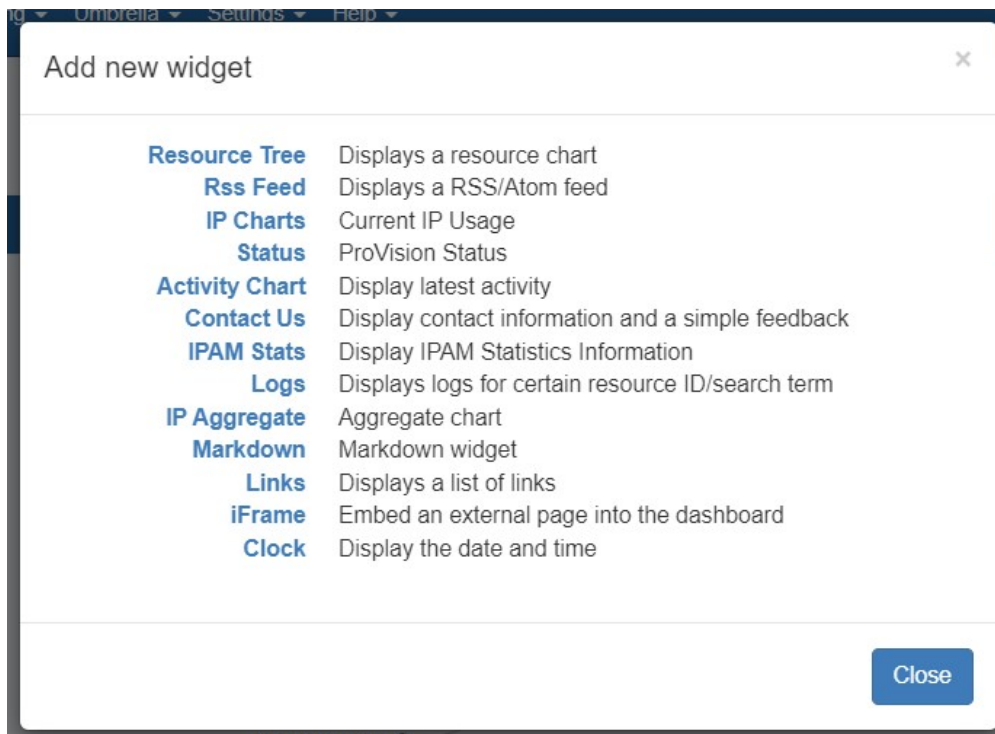 ng Umbrella Settings Help
Add new widget ×
Resource Tree Displays a resource chart
Rss Feed Displays a RSS/Atom feed
IP Charts Current IP Usage
Status ProVision Status
Activity Chart Display latest activity
Contact Us Display contact information and a simple feedback
IPAM Stats Display IPAM Statistics Information
Logs Displays logs for certain resource ID/search term
IP Aggregate Aggregate chart
Markdown Markdown widget
Links Displays a list of links
iFrame Embed an external page into the dashboard
Clock Display the date and time
Close